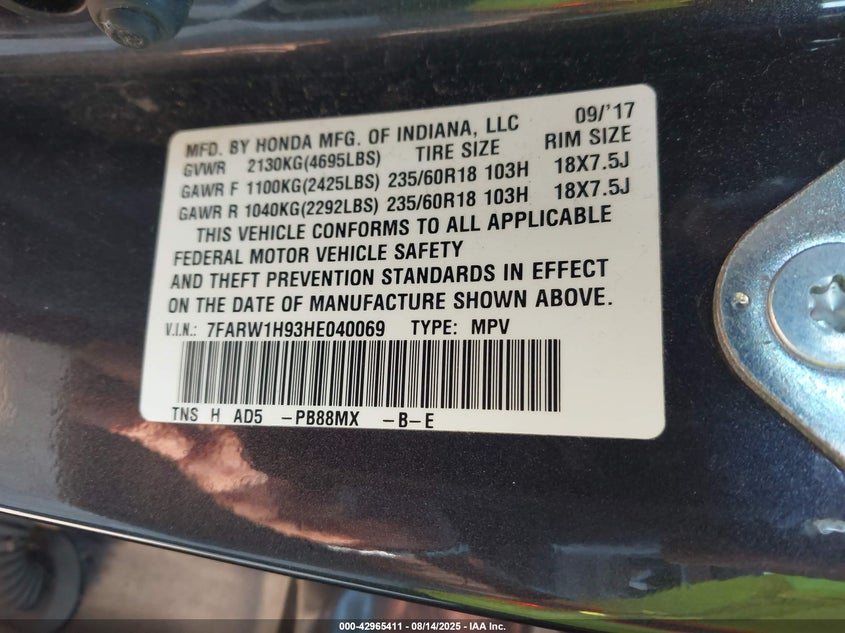 MFD. BY HONDA MFG. OF INDIANA, LLC 09/'17
GVWR 2130KG(4695LBS) TIRE SIZE RIM SIZE
GAWR F 1100KG(2425LBS) 235/60R18 103H 18X7.5J
GAWR R 1040KG(2292LBS) 235/60R18 103H 18X7.5J
THIS VEHICLE CONFORMS TO ALL APPLICABLE
FEDERAL MOTOR VEHICLE SAFETY
AND THEFT PREVENTION STANDARDS IN EFFECT
ON THE DATE OF MANUFACTURE SHOWN ABOVE.
V.I.N.: 7FARW1H93HE040069 TYPE: MPV
TNS H AD5 -PB88MX -B-E
000-42965411 - 08/14/2025 - IAA Inc.